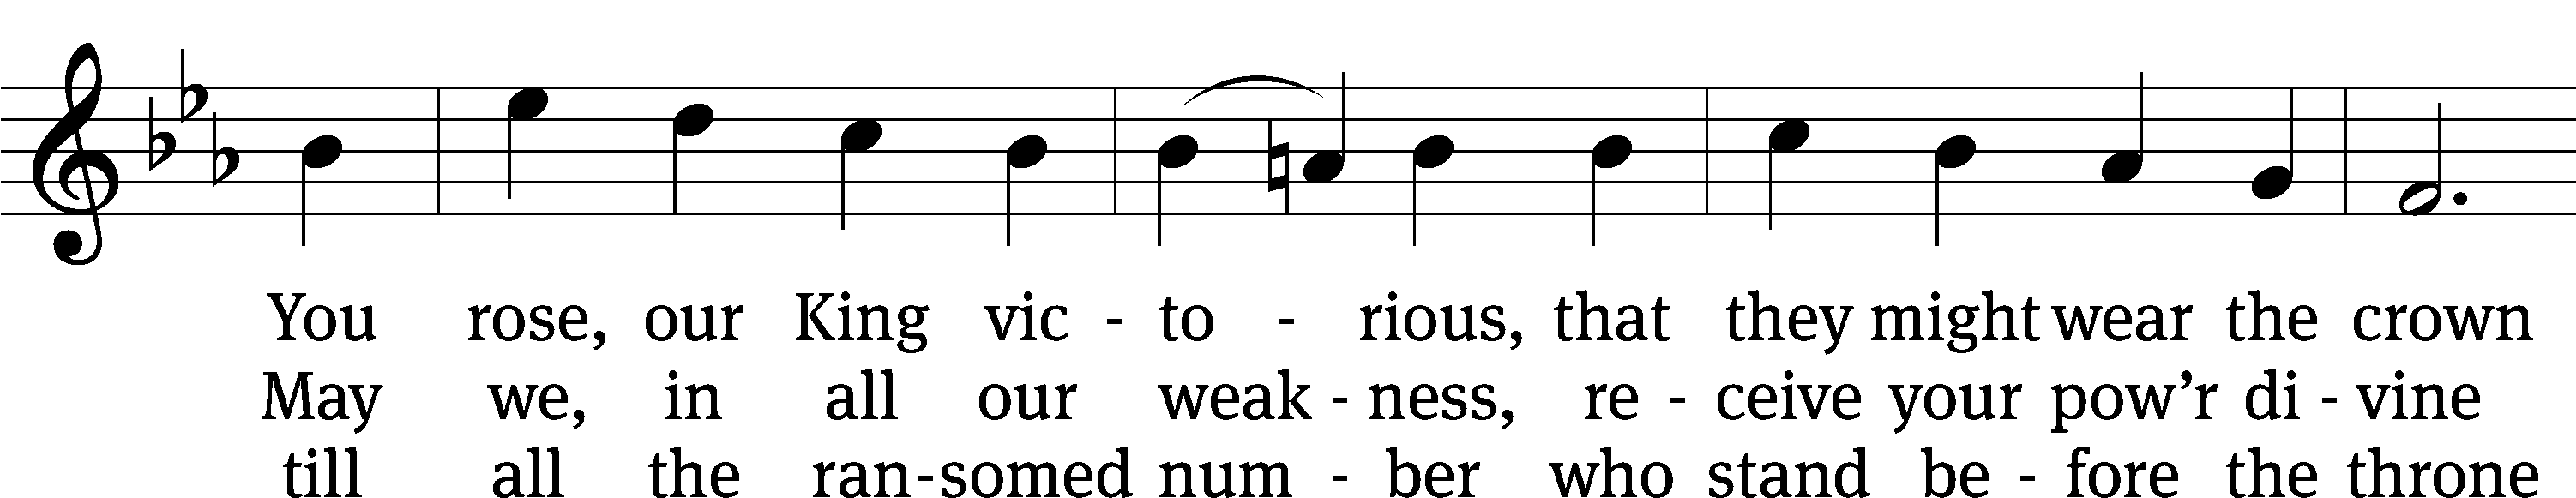 You rose, our King vic - to - rious, that they might wear the crown
May we, in all our weak - ness, re - ceive your pow’r di - vine
till all the ran - somed num - ber who stand be - fore the throne